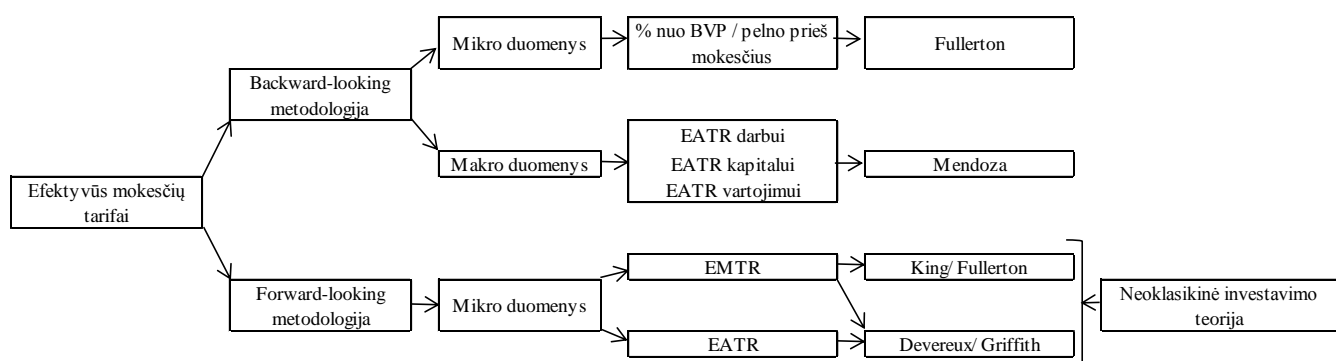 Mikro duomenys
% nuo BVP / pelno prieš
mokesčius
Fullerton
Backward-looking
metodologija
EATR darbui
EATR kapitalui
EATR vartojimui
Makro duomenys
Mendoza
Efektyvūs mokesčių
tarifai
EMTR
King/ Fullerton
Forward-looking
metodologija
Mikro duomenys
Neoklasikinė investavimo
teorija
EATR
Devereux/ Griffith